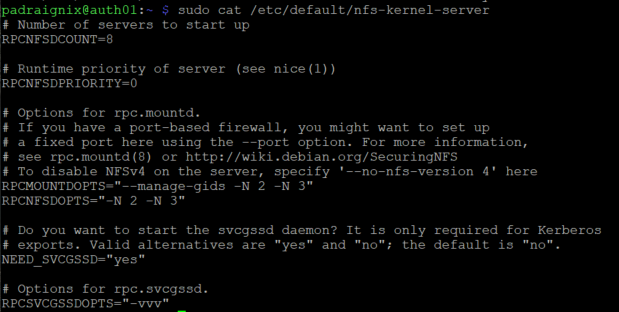 padraignix@auth01:~ $ sudo cat /etc/default/nfs-kernel-server
# Number of servers to start up
RPCNFSDCOUNT=8
# Runtime priority of server (see nice(1))
RPCNFSDPRIORITY=0
# Options for rpc.mountd.
# If you have a port-based firewall, you might want to set up
# a fixed port here using the --port option. For more information,
# see rpc.mountd(8) or http://wiki.debian.org/SecuringNFS
# To disable NFSv4 on the server, specify '--no-nfs-version 4' here
RPCMOUNTDOPTS="--manage-gids -N 2 -N 3"
RPCNFSDOPTS="-N 2 -N 3"
# Do you want to start the svcgssd daemon? It is only required for Kerberos
# exports. Valid alternatives are "yes" and "no"; the default is "no".
NEED_SVCGSSD="yes"
# Options for rpc.svcgssd.
RPCSVCGSSDOPTS="-vvv"